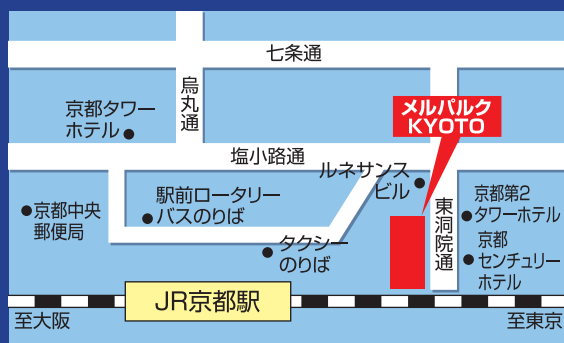 七条通
烏丸通
京都タワー
ホテル
メルパルク
KYOTO
塩小路通
ルネサンス
ビル
京都中央
郵便局
駅前ロータリー
バスのりば
タクシー
のりば
東洞院通
京都第2
タワーホテル
京都
センチュリー
ホテル
JR京都駅
至大阪
至東京